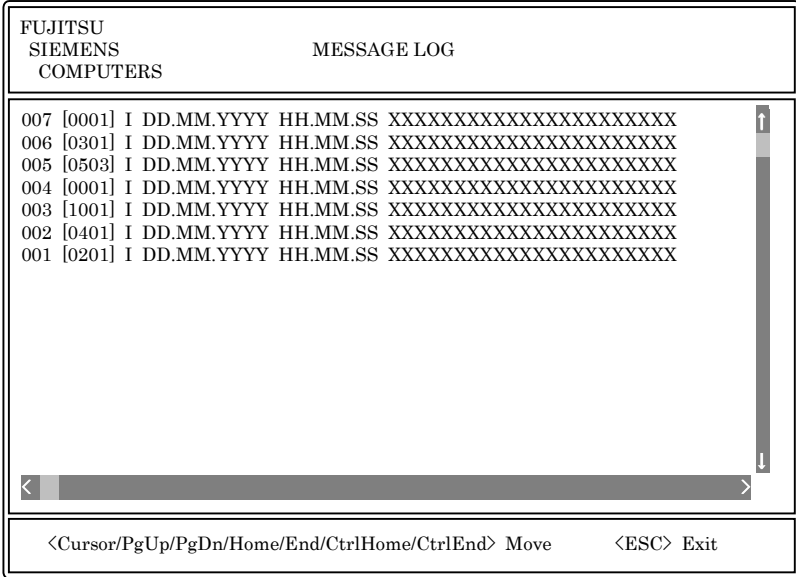 FUJITSU
SIEMENS
MESSAGE LOG
COMPUTERS
007 [0001] I DD.MM.YYYY HH.MM.SS XXXXXXXXXXXXXXXXXXXXXX
006 [0301] I DD.MM.YYYY HH.MM.SS XXXXXXXXXXXXXXXXXXXXXX
005 [0503] I DD.MM.YYYY HH.MM.SS XXXXXXXXXXXXXXXXXXXXXX
004 [0001] I DD.MM.YYYY HH.MM.SS XXXXXXXXXXXXXXXXXXXXXX
003 [1001] I DD.MM.YYYY HH.MM.SS XXXXXXXXXXXXXXXXXXXXXX
002 [0401] I DD.MM.YYYY HH.MM.SS XXXXXXXXXXXXXXXXXXXXXX
001 [0201] I DD.MM.YYYY HH.MM.SS XXXXXXXXXXXXXXXXXXXXXX
<Cursor/PgUp/PgDn/Home/End/CtrlHome/CtrlEnd> Move <ESC> Exit